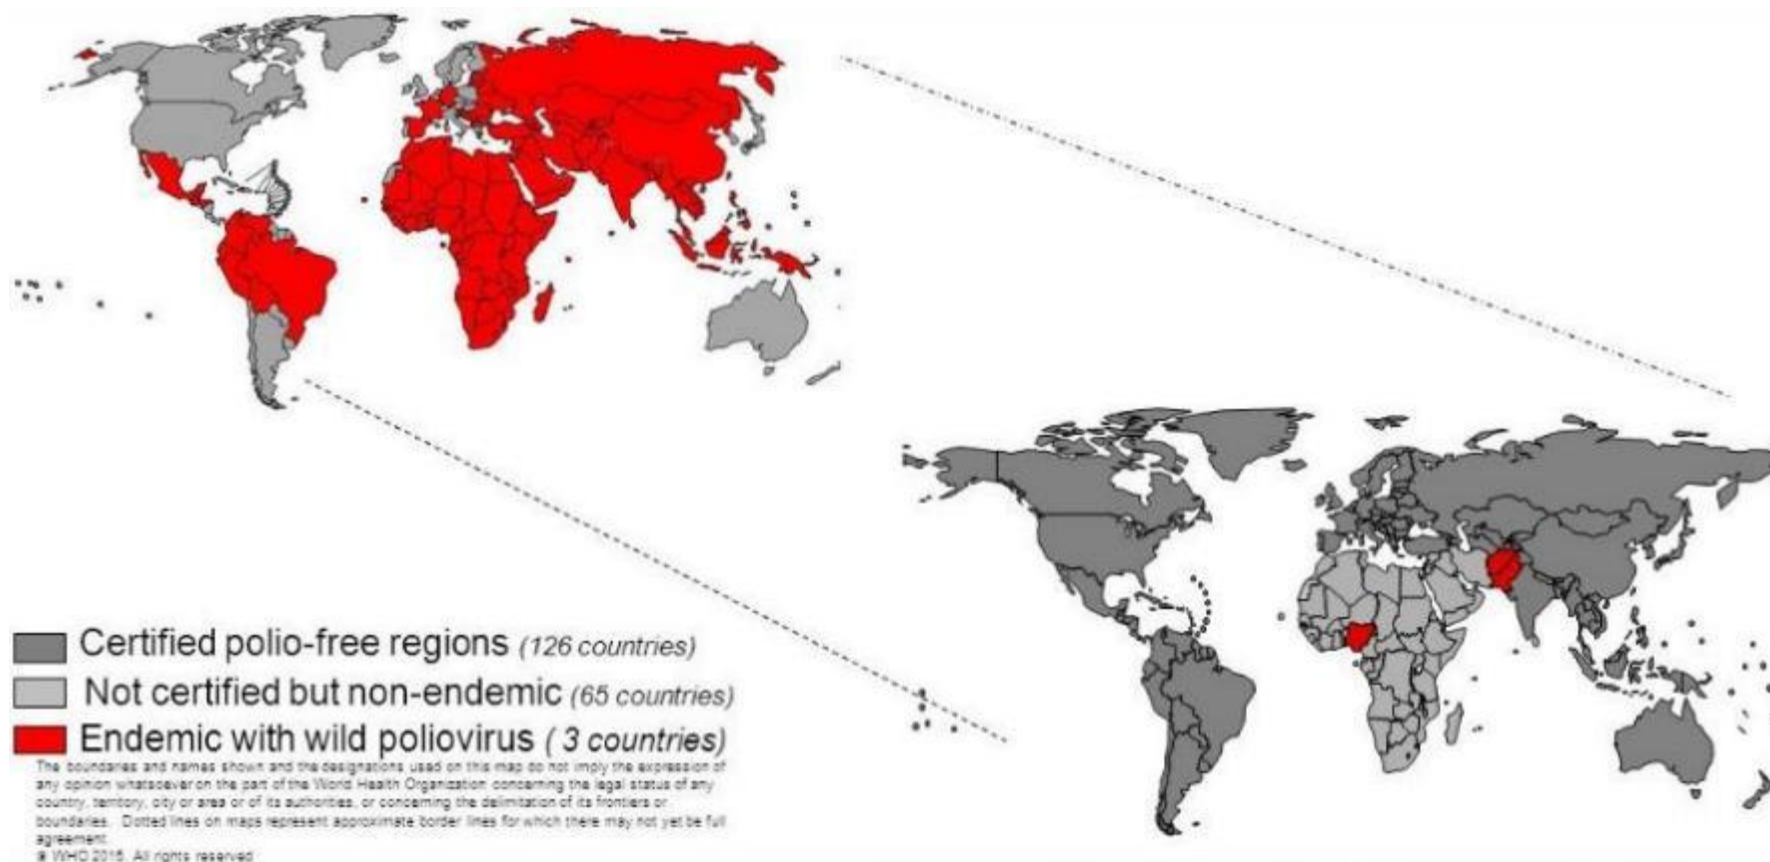 Certified polio-free regions (126 countries)
Not certified but non-endemic (65 countries)
Endemic with wild poliovirus ( 3 countries)
The boundaries and names shown and the designations used on this map do not imply the expression of
any opinion whatsoever on the part of the World Health Organization concerning the legal status of any
country, territory, city or area or of its authorities, or concerning the delimitation of its frontiers or
boundaries. Dotted lines on maps represent approximate border lines for which there may not yet be full
agreement.
© WHO 2015. All rights reserved